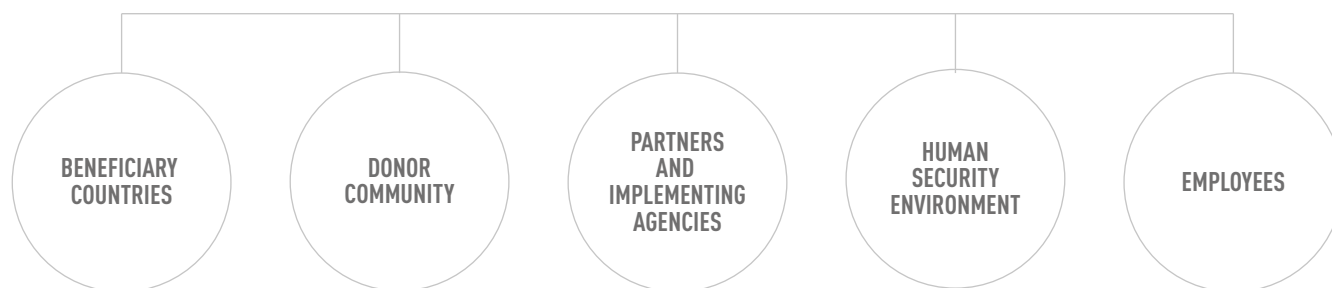 BENEFICIARY
COUNTRIES
DONOR
COMMUNITY
PARTNERS
AND
IMPLEMENTING
AGENCIES
HUMAN
SECURITY
ENVIRONMENT
EMPLOYEES